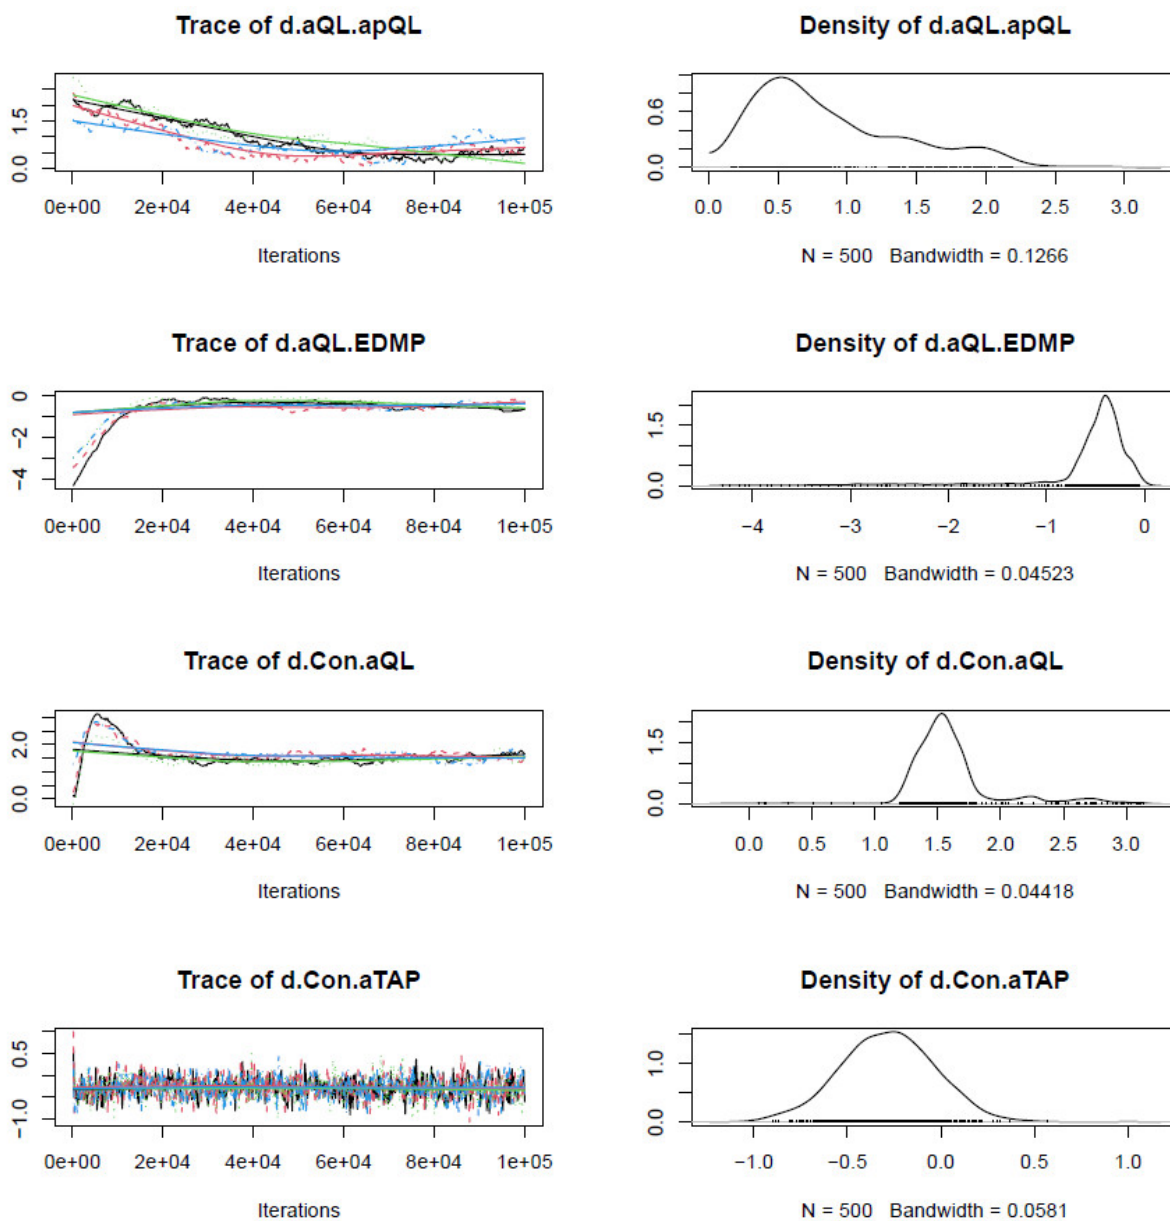 Trace of d.aQL.apQL
Density of d.aQL.apQL
0.0 1.5
0e+00 2e+04 4e+04 6e+04 8e+04 1e+05
Iterations
0.0 0.6
0.0 0.5 1.0 1.5 2.0 2.5 3.0
N = 500 Bandwidth = 0.1266
Trace of d.aQL.EDMP
Density of d.aQL.EDMP
−4 −2 0
0e+00 2e+04 4e+04 6e+04 8e+04 1e+05
Iterations
0.0 1.5
−4 −3 −2 −1 0
N = 500 Bandwidth = 0.04523
Trace of d.Con.aQL
Density of d.Con.aQL
0.0 2.0
0e+00 2e+04 4e+04 6e+04 8e+04 1e+05
Iterations
0.0 1.5
0.0 0.5 1.0 1.5 2.0 2.5 3.0
N = 500 Bandwidth = 0.04418
Trace of d.Con.aTAP
Density of d.Con.aTAP
−1.0 0.5
0e+00 2e+04 4e+04 6e+04 8e+04 1e+05
Iterations
0.0 1.0
−1.0 −0.5 0.0 0.5 1.0
N = 500 Bandwidth = 0.0581